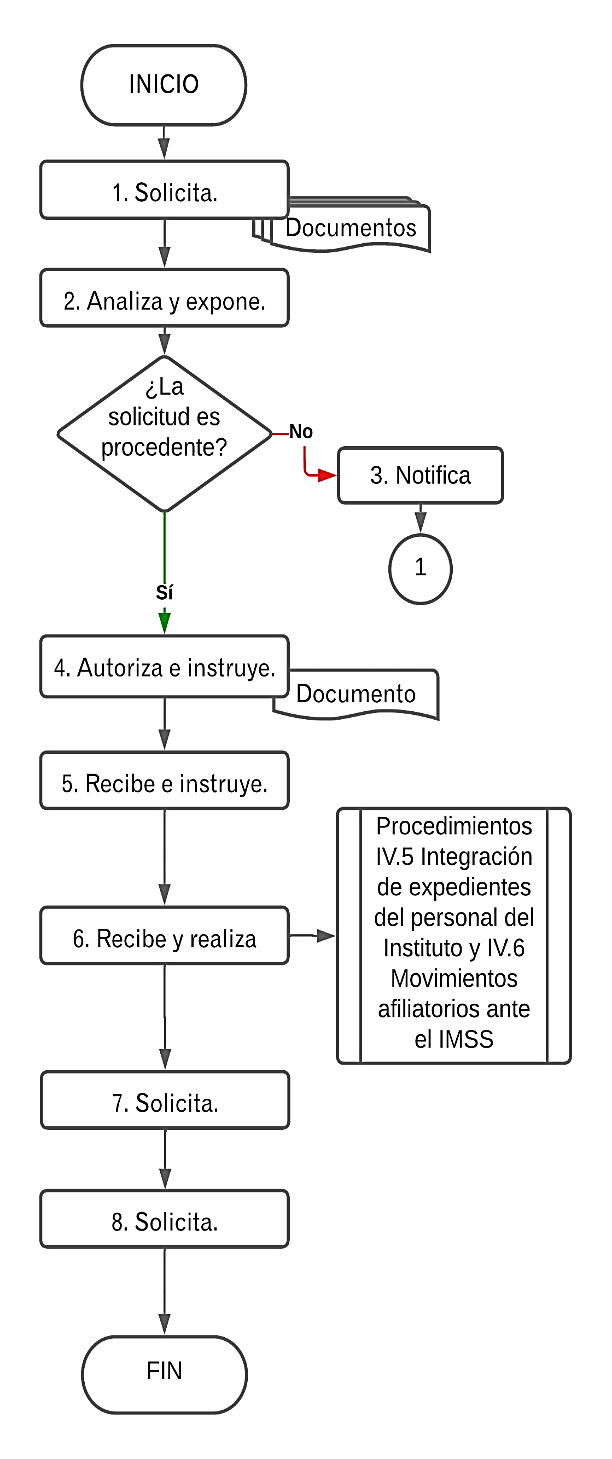 INICIO
1. Solicita.
Documentos
2. Analiza y expone.
¿La
solicitud es
procedente?
No
3. Notifica
1
Sí
4. Autoriza e instruye.
Documento
5. Recibe e instruye.
6. Recibe y realiza
Procedimientos
IV.5 Integración
de expedientes
del personal del
Instituto y IV.6
Movimientos
afiliatorios ante
el IMSS
7. Solicita.
8. Solicita.
FIN